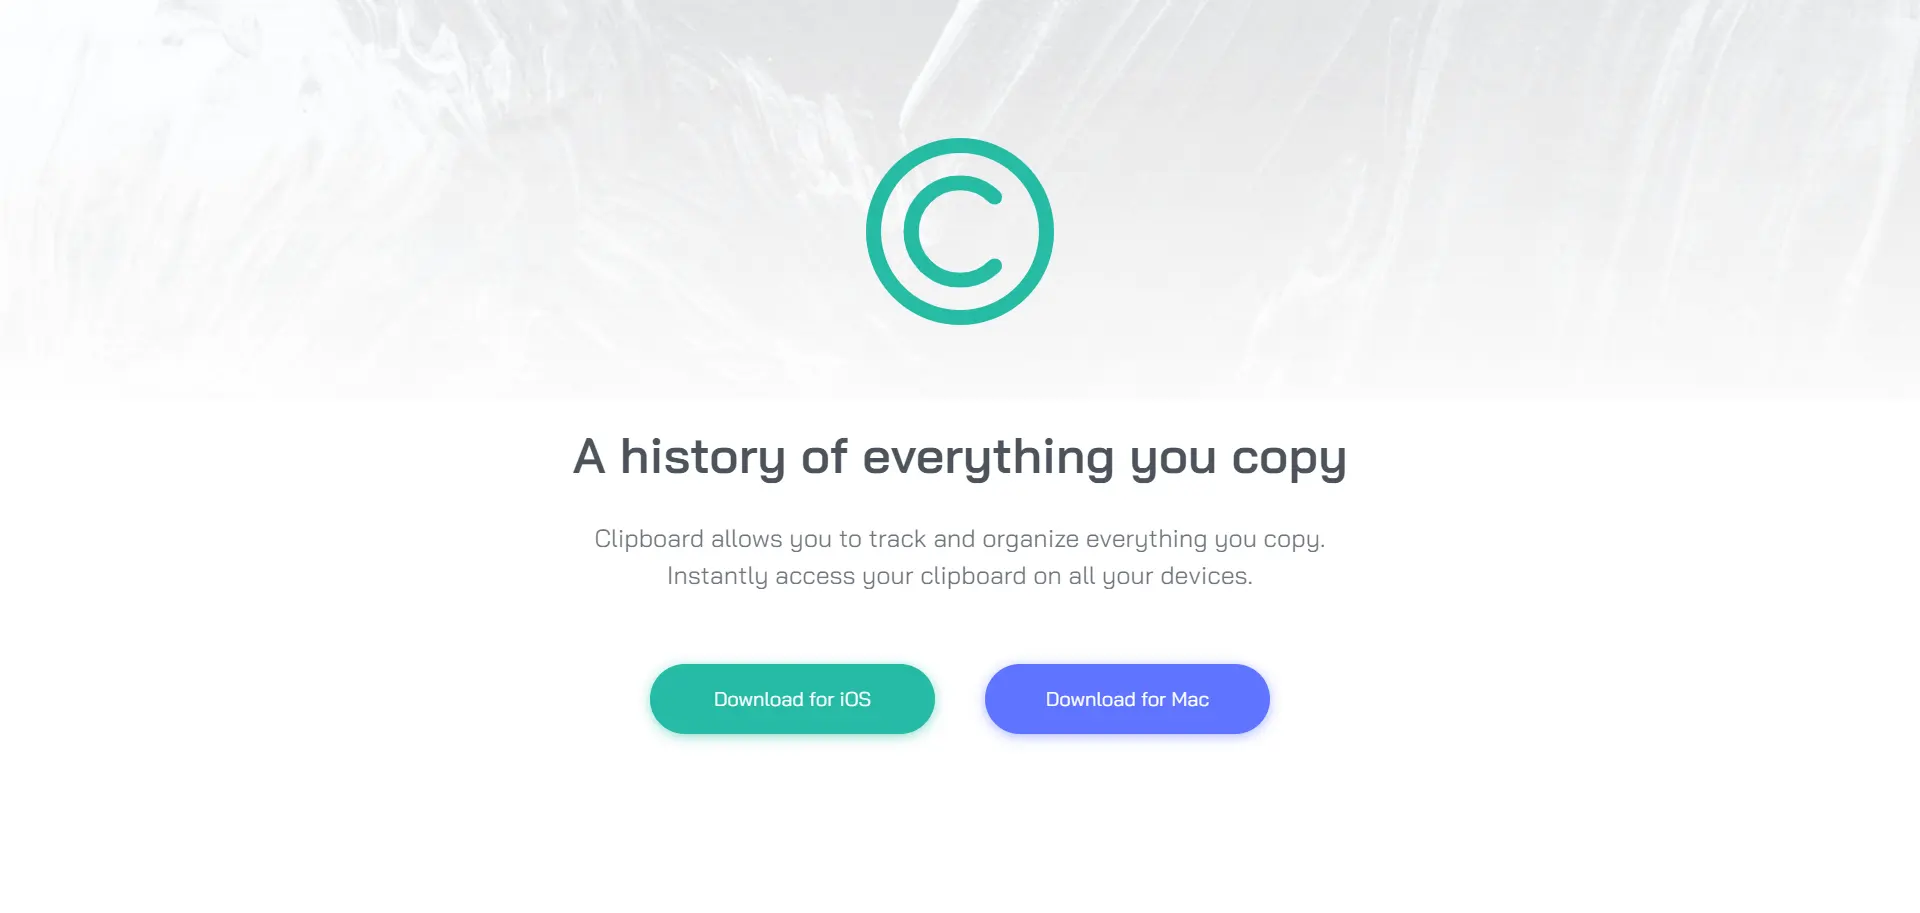 A history of everything you copy
Clipboard allows you to track and organize everything you copy.
Instantly access your clipboard on all your devices.
Download for iOS
Download for Mac